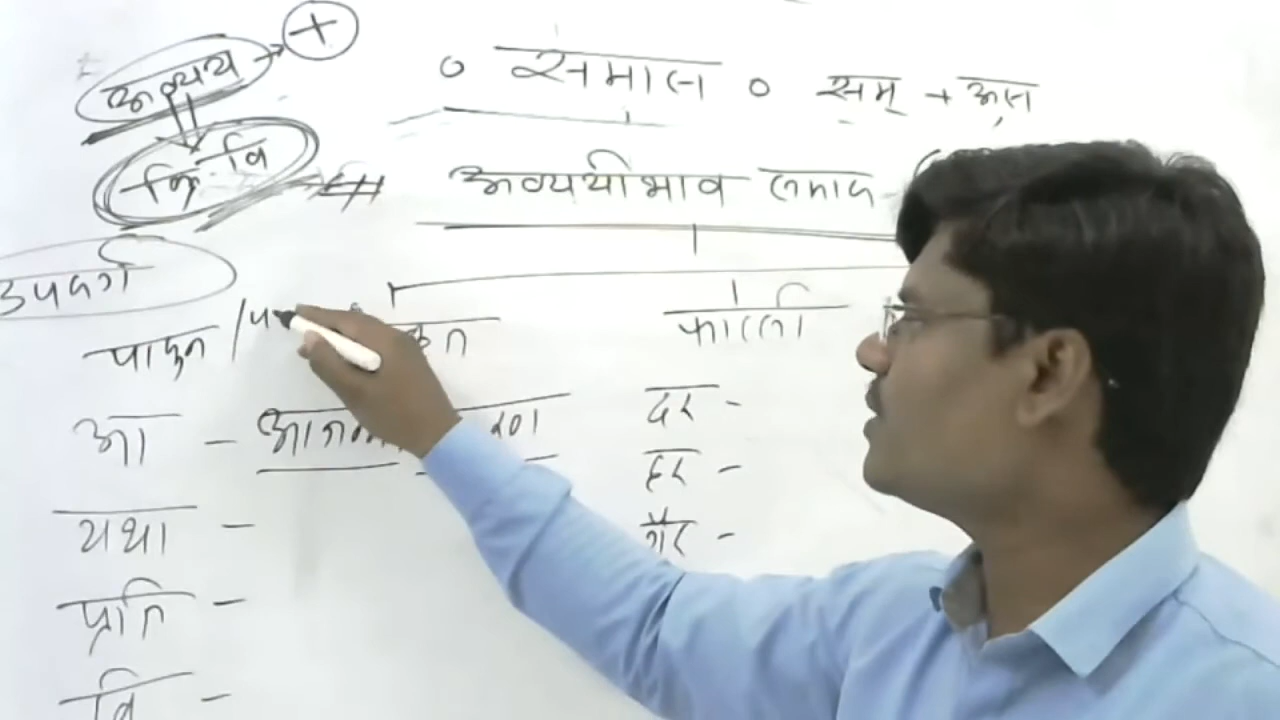 अव्यय → +
० समास ० सम् + अस
क्रि.वि
अव्ययीभाव समास -
उपसर्ग
फारसी
आ -
दर -
हर -
यथा -
गैर -
प्रति -
वि -